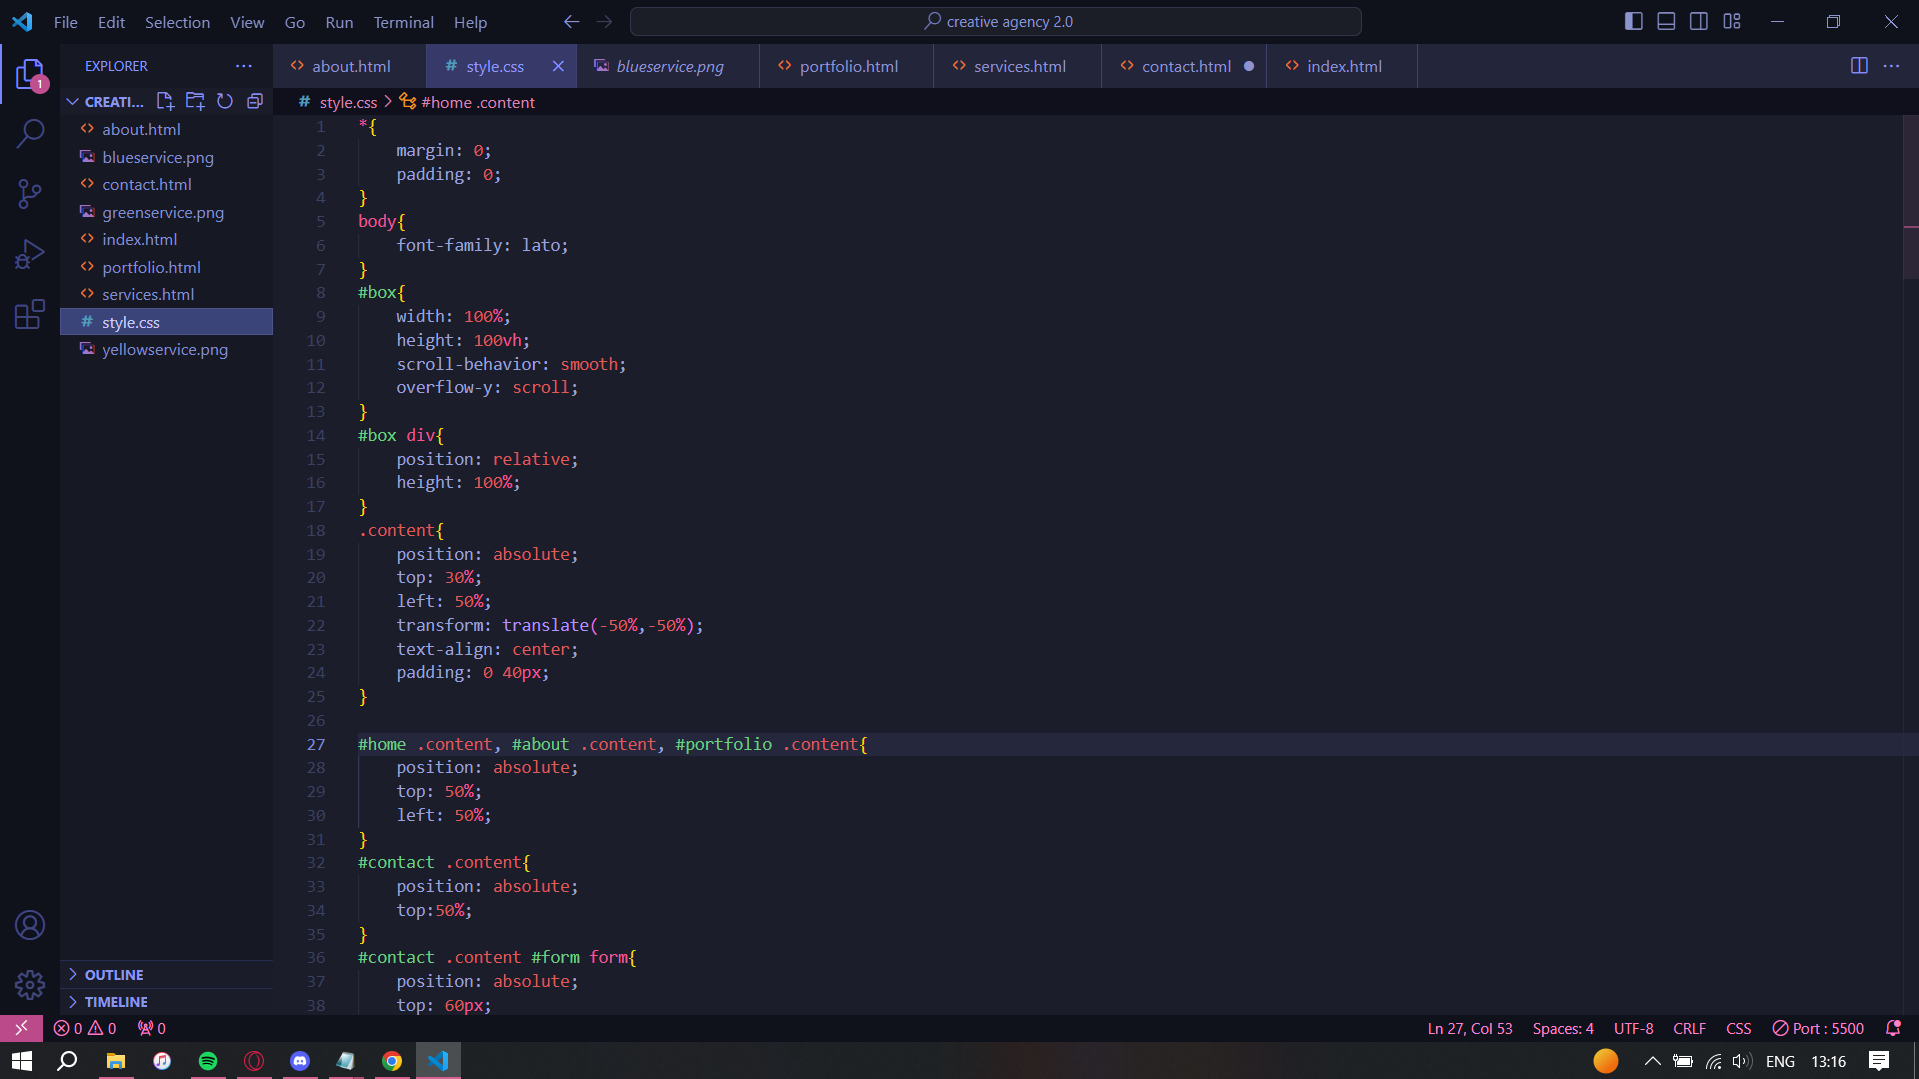 File Edit Selection View Go Run Terminal Help
creative agency 2.0
EXPLORER
about.html
style.css
blueservice.png
portfolio.html
services.html
contact.html
index.html
1
CREATI...
style.css > #home .content
about.html
blueservice.png
contact.html
greenservice.png
index.html
portfolio.html
services.html
style.css
yellowservice.png
1 *{
2 margin: 0;
3 padding: 0;
4 }
5 body{
6 font-family: lato;
7 }
8 #box{
9 width: 100%;
10 height: 100vh;
11 scroll-behavior: smooth;
12 overflow-y: scroll;
13 }
14 #box div{
15 position: relative;
16 height: 100%;
17 }
18 .content{
19 position: absolute;
20 top: 30%;
21 left: 50%;
22 transform: translate(-50%,-50%);
23 text-align: center;
24 padding: 0 40px;
25 }
26
27 #home .content, #about .content, #portfolio .content{
28 position: absolute;
29 top: 50%;
30 left: 50%;
31 }
32 #contact .content{
33 position: absolute;
34 top:50%;
35 }
36 #contact .content #form form{
37 position: absolute;
38 top: 60px;
OUTLINE
TIMELINE
0 0 0
Ln 27, Col 53 Spaces: 4 UTF-8 CRLF CSS Port : 5500
ENG 13:16